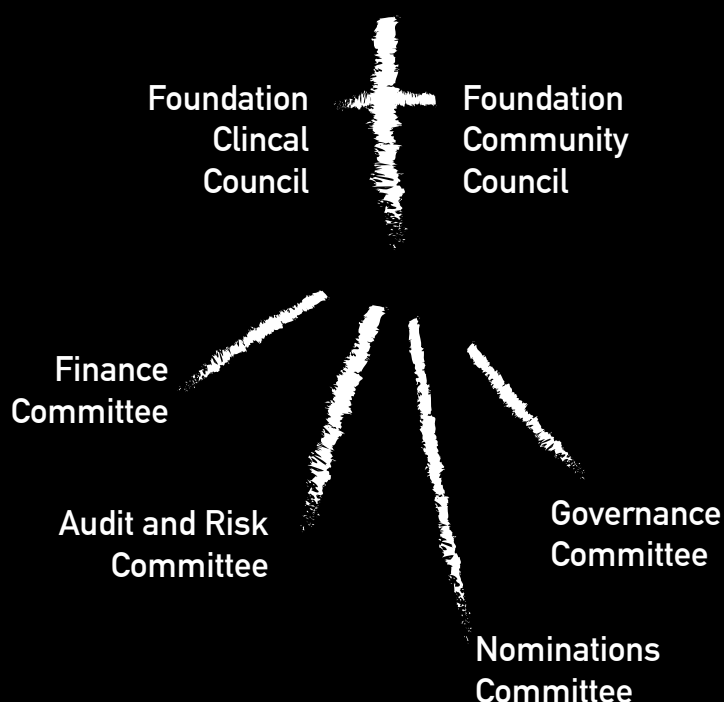 Foundation
Clincal
Council
Foundation
Community
Council
Finance
Committee
Audit and Risk
Committee
Governance
Committee
Nominations
Committee